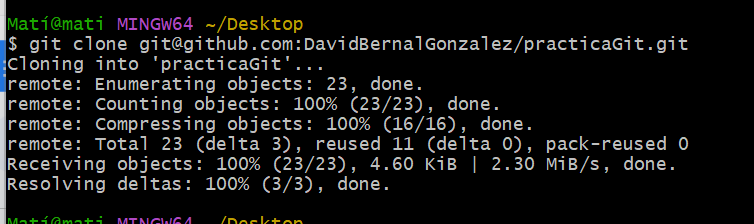 Matí@mati MINGW64 ~/Desktop
$ git clone git@github.com:DavidBernalGonzalez/practicaGit.git
Cloning into 'practicaGit'...
remote: Enumerating objects: 23, done.
remote: Counting objects: 100% (23/23), done.
remote: Compressing objects: 100% (16/16), done.
remote: Total 23 (delta 3), reused 11 (delta 0), pack-reused 0
Receiving objects: 100% (23/23), 4.60 KiB | 2.30 MiB/s, done.
Resolving deltas: 100% (3/3), done.
Matí@mati MINGW64 ~/Desktop